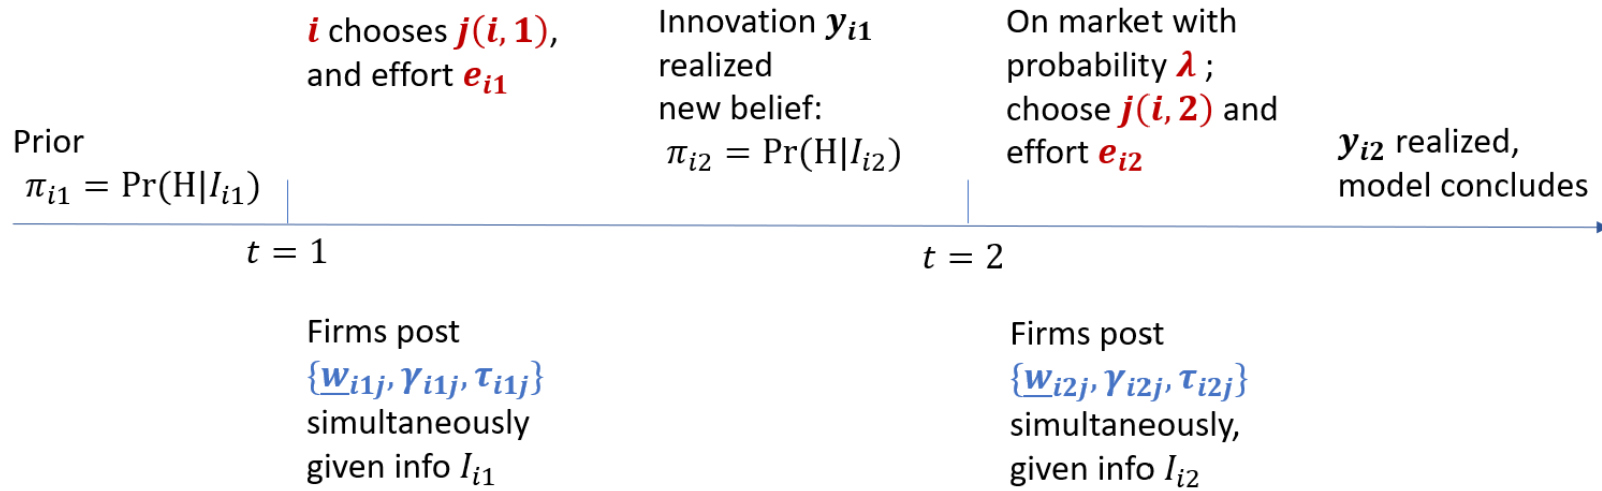 Prior
π_{i1} = Pr(H|I_{i1})
t = 1
i chooses j(i, 1),
and effort e_{i1}
Firms post
{w̲_{i1j}, γ_{i1j}, τ_{i1j}}
simultaneously
given info I_{i1}
Innovation y_{i1}
realized
new belief:
π_{i2} = Pr(H|I_{i2})
t = 2
On market with
probability λ ;
choose j(i, 2) and
effort e_{i2}
Firms post
{w̲_{i2j}, γ_{i2j}, τ_{i2j}}
simultaneously,
given info I_{i2}
y_{i2} realized,
model concludes